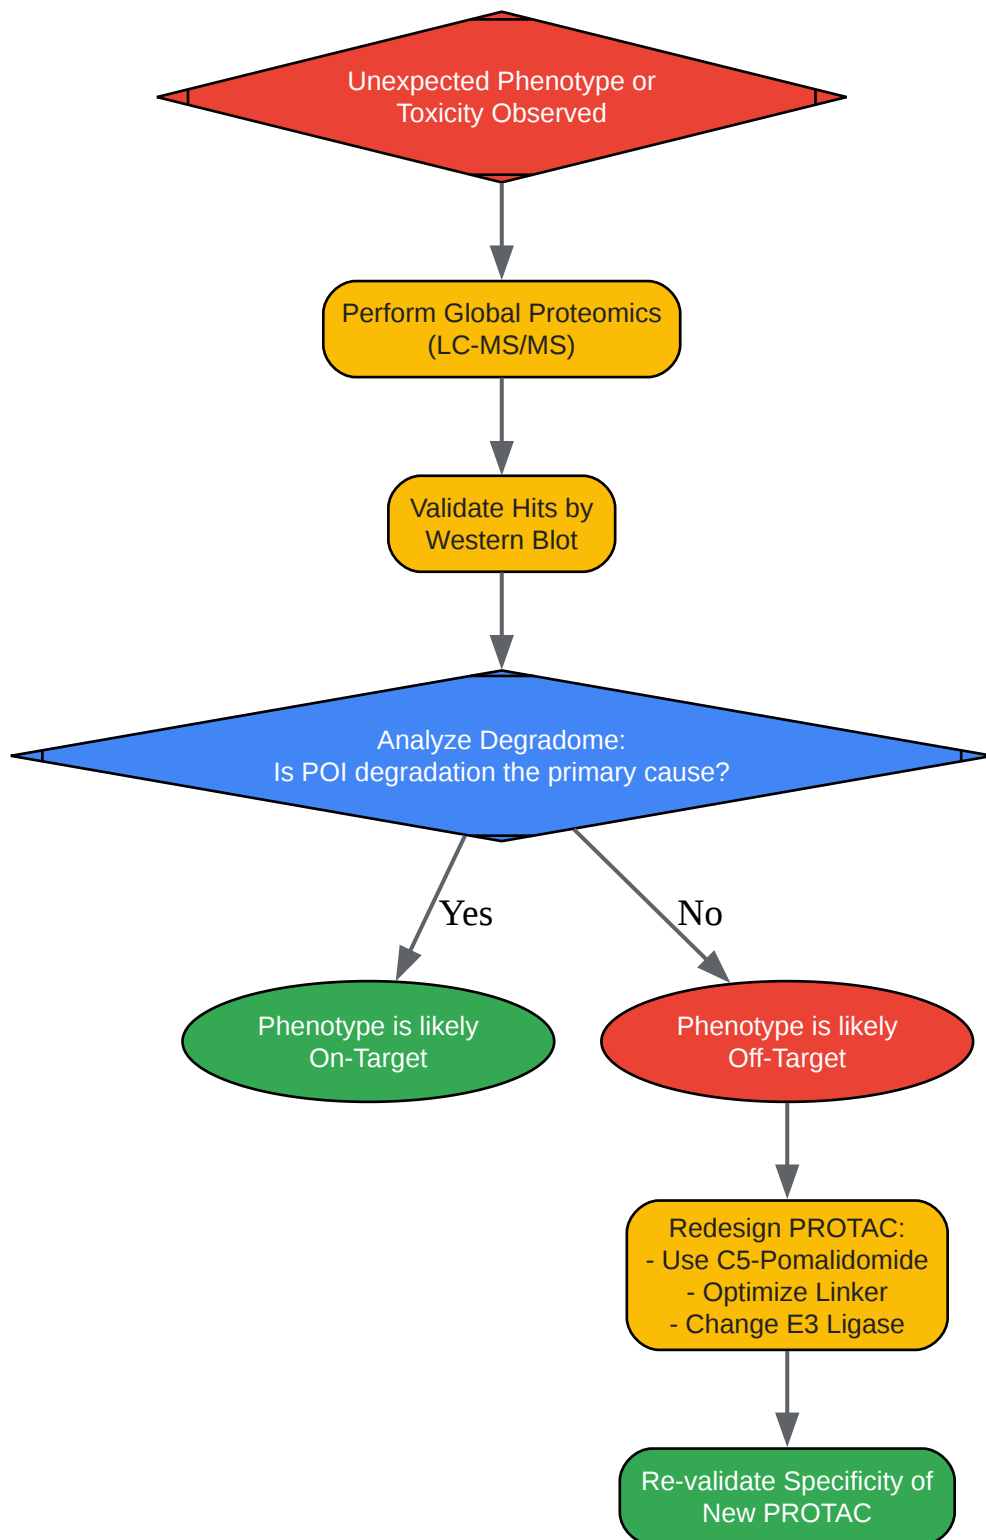 Unexpected Phenotype or
Toxicity Observed
Perform Global Proteomics
(LC-MS/MS)
Validate Hits by
Western Blot
Analyze Degradome:
Is POI degradation the primary cause?
Yes
No
Phenotype is likely
On-Target
Phenotype is likely
Off-Target
Redesign PROTAC:
- Use C5-Pomalidomide
- Optimize Linker
- Change E3 Ligase
Re-validate Specificity of
New PROTAC